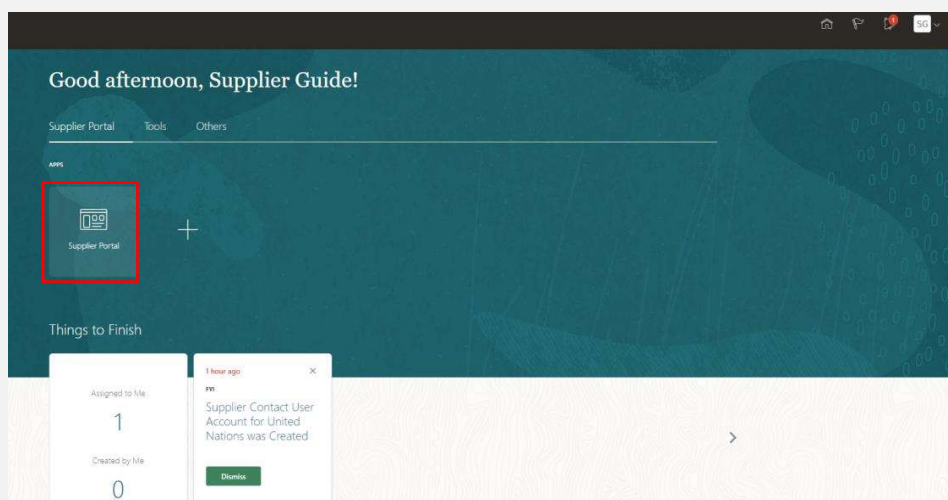 1
SG
Good afternoon, Supplier Guide!
Supplier Portal Tools Others
APPS
Supplier Portal
Things to Finish
Assigned to Me
1
Created by Me
0
1 hour ago
FYI
Supplier Contact User
Account for United
Nations was Created
Dismiss